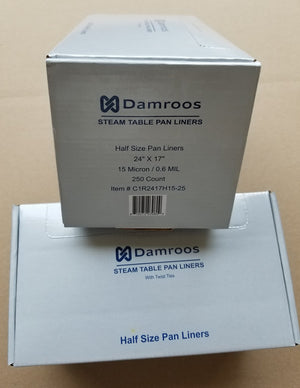 Damroos
STEAM TABLE PAN LINERS
Half Size Pan Liners
24" X 17"
15 Micron / 0.6 MIL
250 Count
Item # C1R2417H15-25
Damroos
STEAM TABLE PAN LINERS
With Twist Ties
Half Size Pan Liners